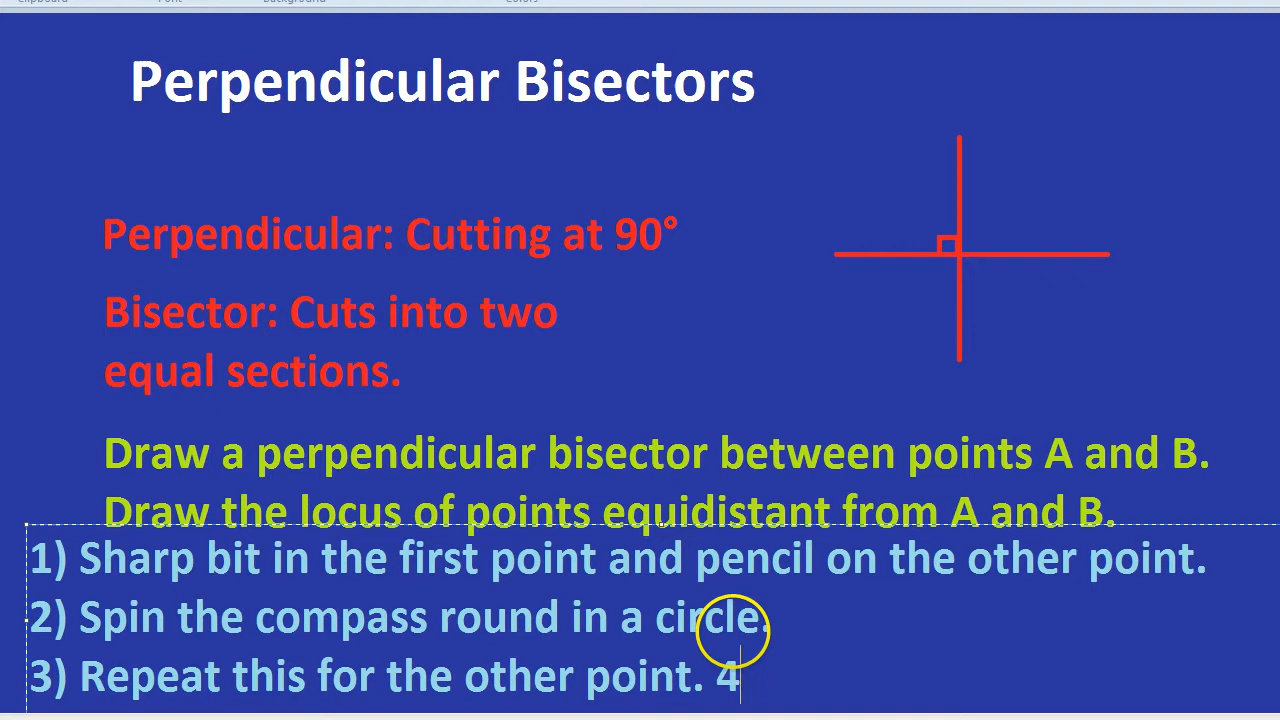 Perpendicular Bisectors
Perpendicular: Cutting at 90°
Bisector: Cuts into two
equal sections.
Draw a perpendicular bisector between points A and B.
Draw the locus of points equidistant from A and B.
1) Sharp bit in the first point and pencil on the other point.
2) Spin the compass round in a circle.
3) Repeat this for the other point. 4